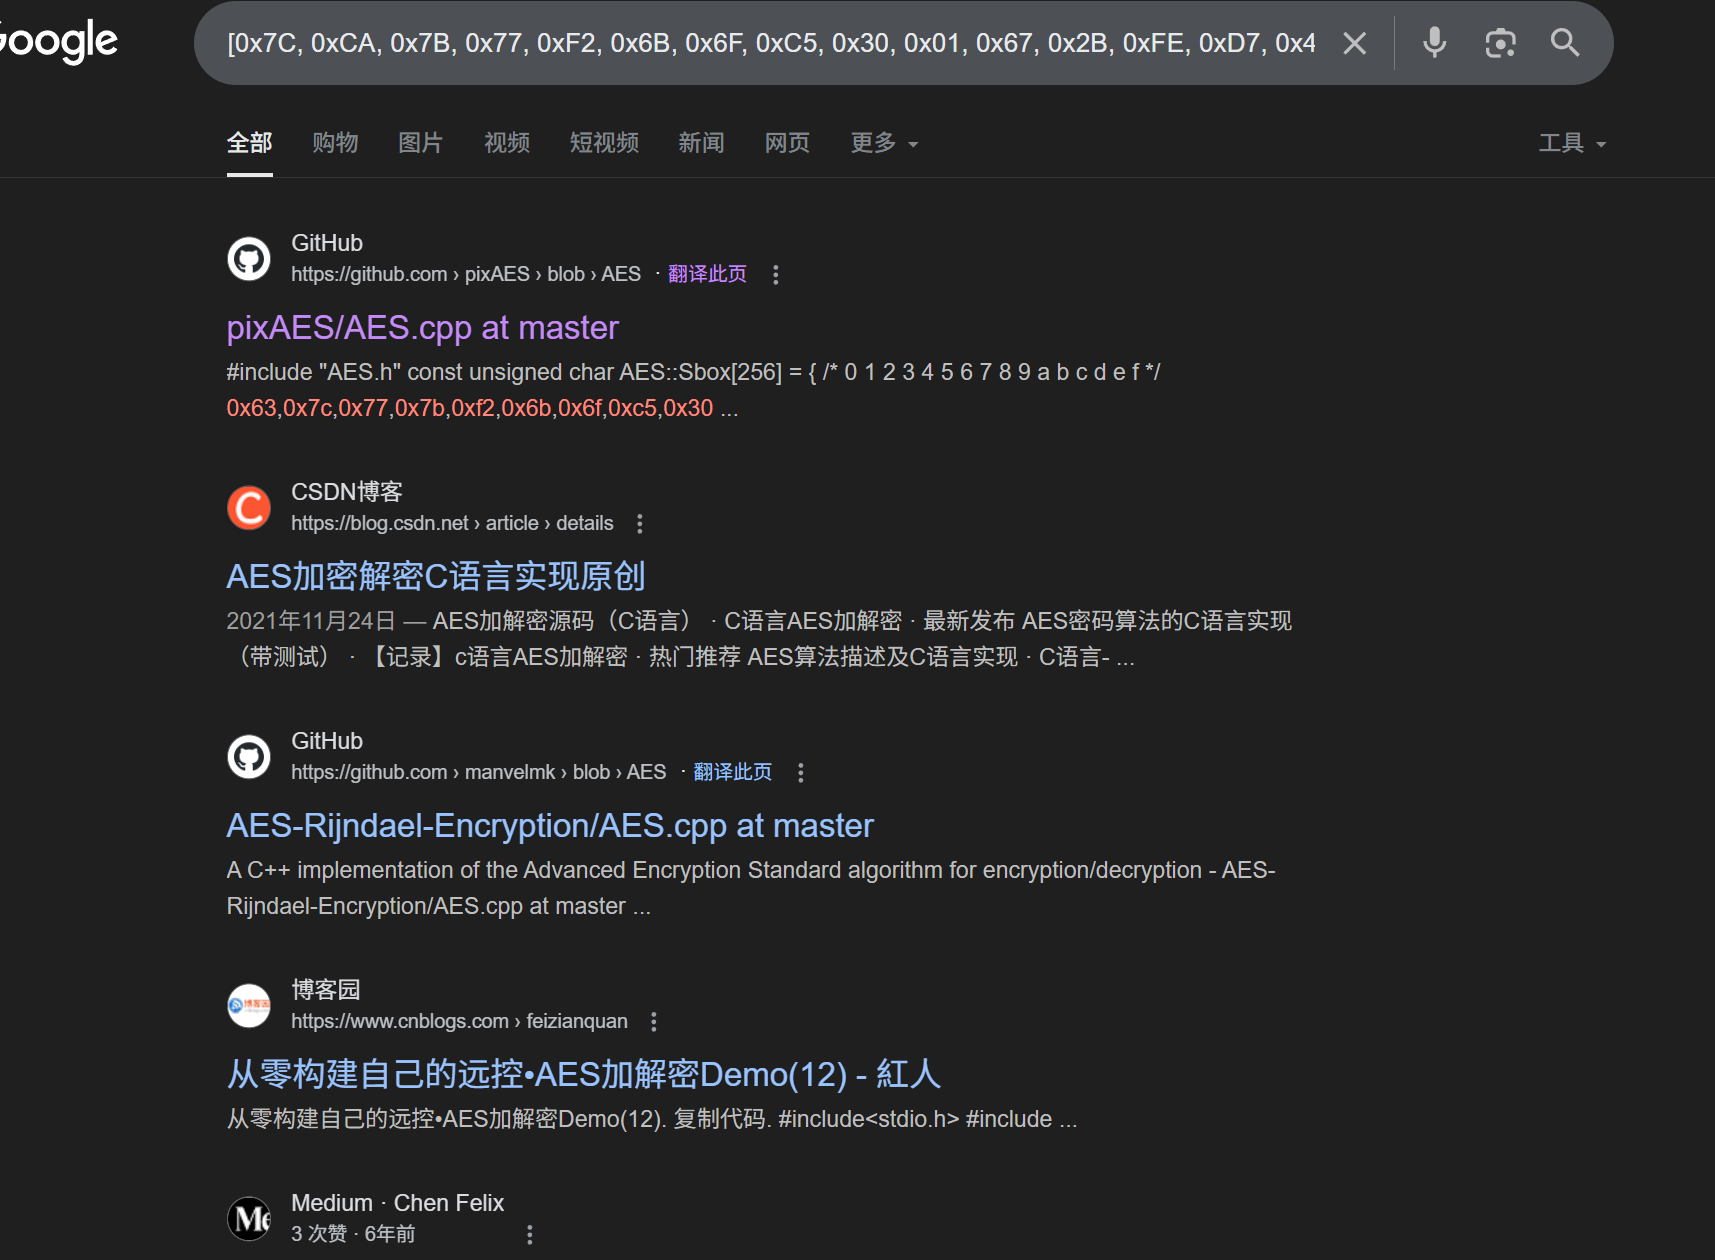 Google
[0x7C, 0xCA, 0x7B, 0x77, 0xF2, 0x6B, 0x6F, 0xC5, 0x30, 0x01, 0x67, 0x2B, 0xFE, 0xD7, 0x4
全部 购物 图片 视频 短视频 新闻 网页 更多 工具
GitHub
https://github.com › pixAES › blob › AES · 翻译此页
pixAES/AES.cpp at master
#include "AES.h" const unsigned char AES::Sbox[256] = { /* 0 1 2 3 4 5 6 7 8 9 a b c d e f */
0x63,0x7c,0x77,0x7b,0xf2,0x6b,0x6f,0xc5,0x30 ...
CSDN博客
https://blog.csdn.net › article › details
AES加密解密C语言实现原创
2021年11月24日 — AES加解密源码（C语言） · C语言AES加解密 · 最新发布 AES密码算法的C语言实现
（带测试） · 【记录】c语言AES加解密 · 热门推荐 AES算法描述及C语言实现 · C语言- ...
GitHub
https://github.com › manvelmk › blob › AES · 翻译此页
AES-Rijndael-Encryption/AES.cpp at master
A C++ implementation of the Advanced Encryption Standard algorithm for encryption/decryption - AES-
Rijndael-Encryption/AES.cpp at master ...
博客园
博客园
https://www.cnblogs.com › feizianquan
从零构建自己的远控•AES加解密Demo(12) - 紅人
从零构建自己的远控•AES加解密Demo(12). 复制代码. #include<stdio.h> #include ...
Medium · Chen Felix
3 次赞 · 6年前